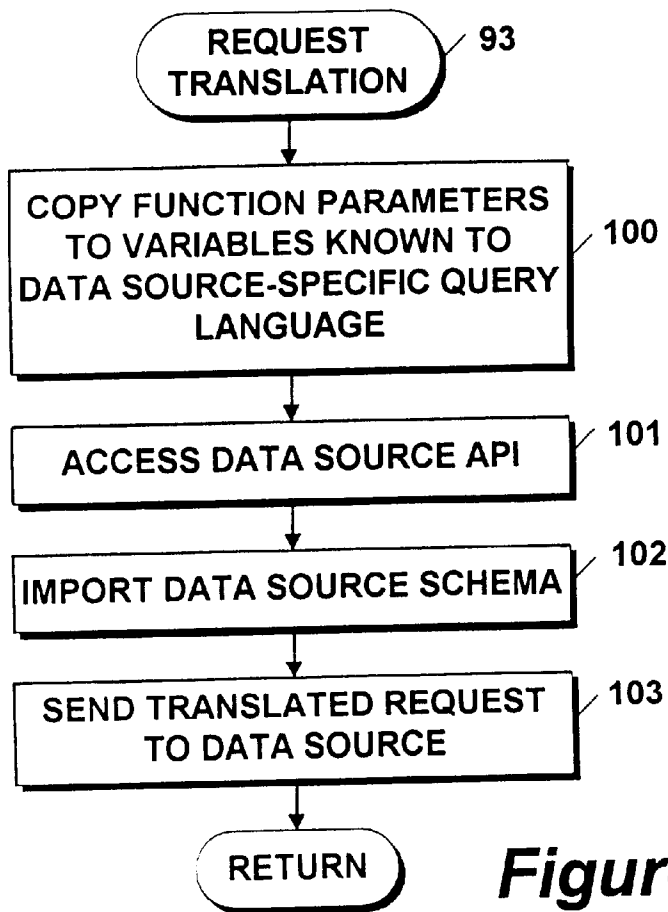 REQUEST
TRANSLATION
93
COPY FUNCTION PARAMETERS
TO VARIABLES KNOWN TO
DATA SOURCE-SPECIFIC QUERY
LANGUAGE
100
ACCESS DATA SOURCE API
101
IMPORT DATA SOURCE SCHEMA
102
SEND TRANSLATED REQUEST
TO DATA SOURCE
103
RETURN
Figur